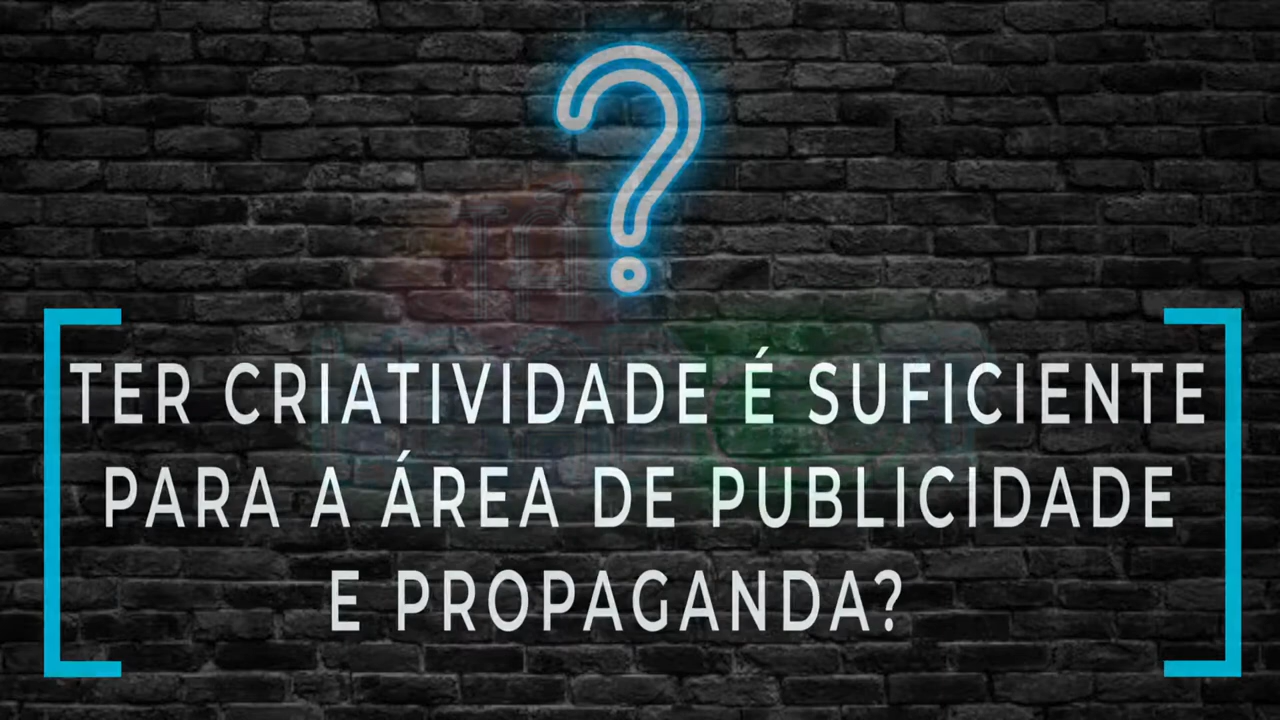 TER CRIATIVIDADE É SUFICIENTE
PARA A ÁREA DE PUBLICIDADE
E PROPAGANDA?